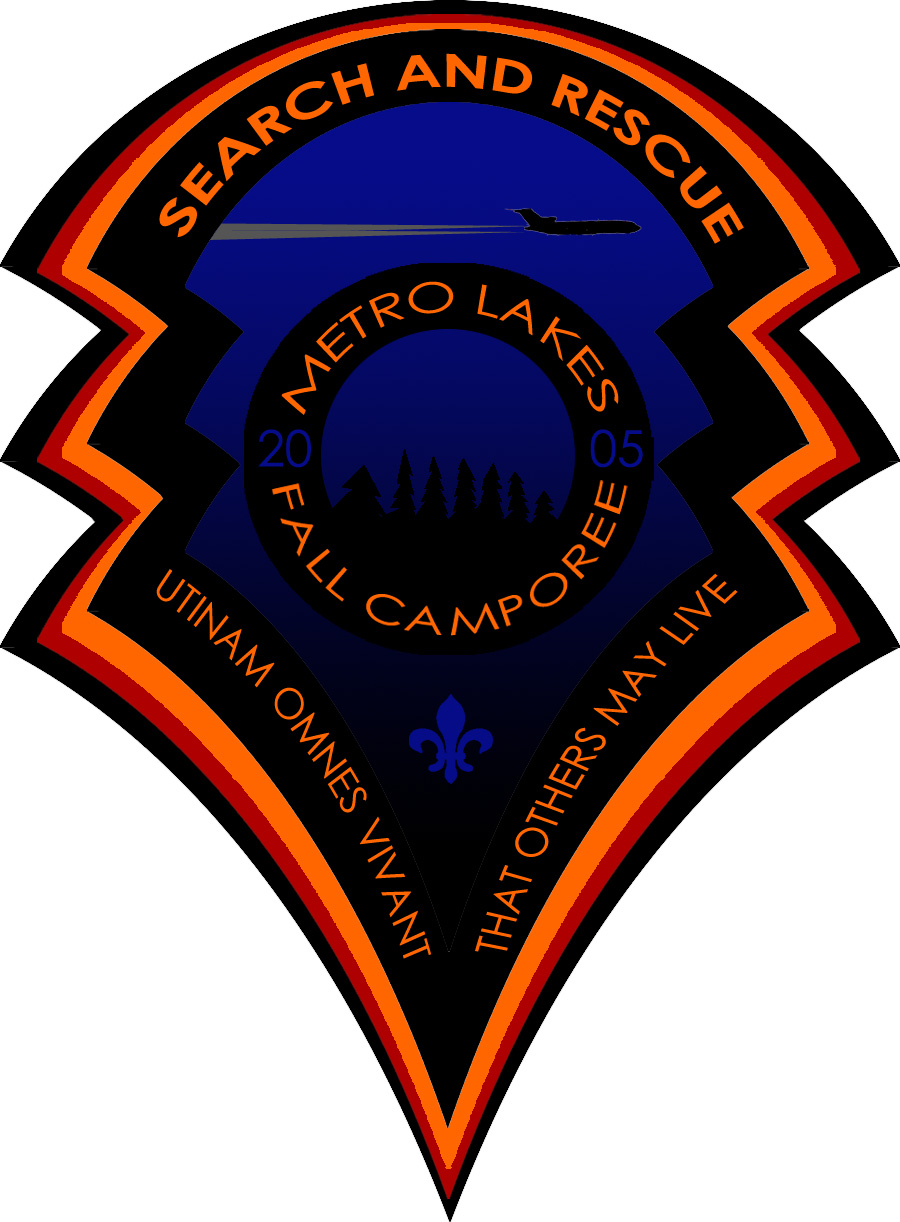 SEARCH AND RESCUE
METRO LAKES
20 05
FALL CAMPOREE
UTINAM OMNES VIVANT
THAT OTHERS MAY LIVE